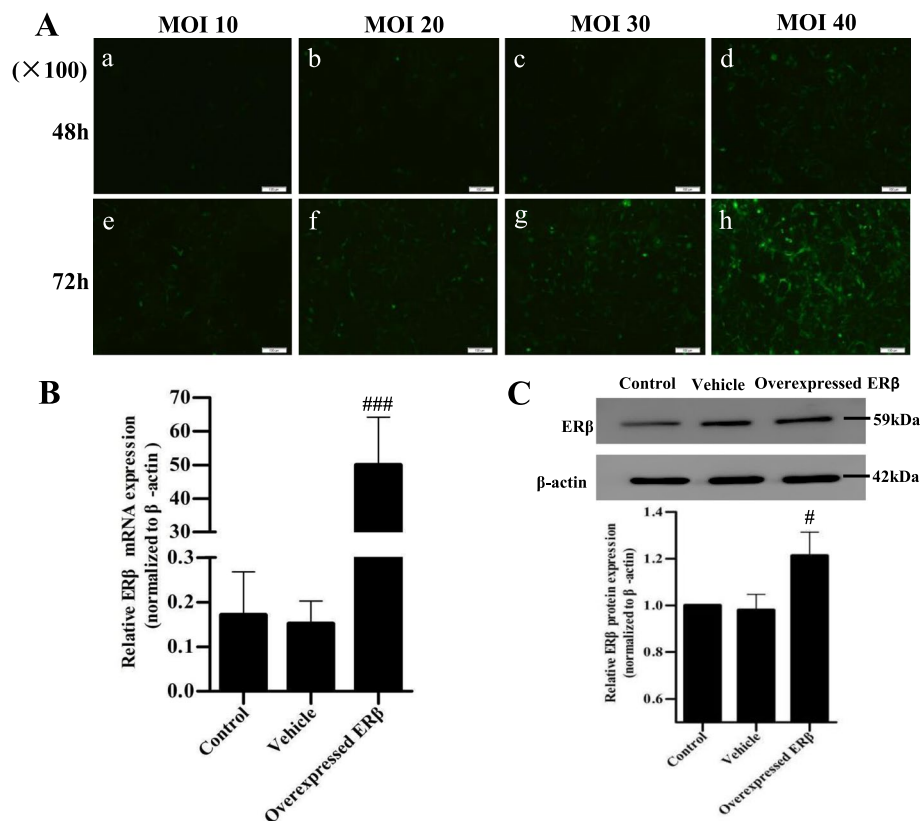 A
MOI 10 MOI 20 MOI 30 MOI 40
(×100)
48h
a b c d
72h
e f g h
B
Relative ERβ mRNA expression
(normalized to β -actin )
70
60
50
40
30
0.3
0.2
0.1
0.0
###
Control
Vehicle
Overexpressed ERβ
C
Control Vehicle Overexpressed ERβ
ERβ 59kDa
β-actin 42kDa
Relative ERβ protein expression
(normalized to β -actin)
1.4
1.2
1.0
0.8
0.6
#
Control
Vehicle
Overexpressed ERβ